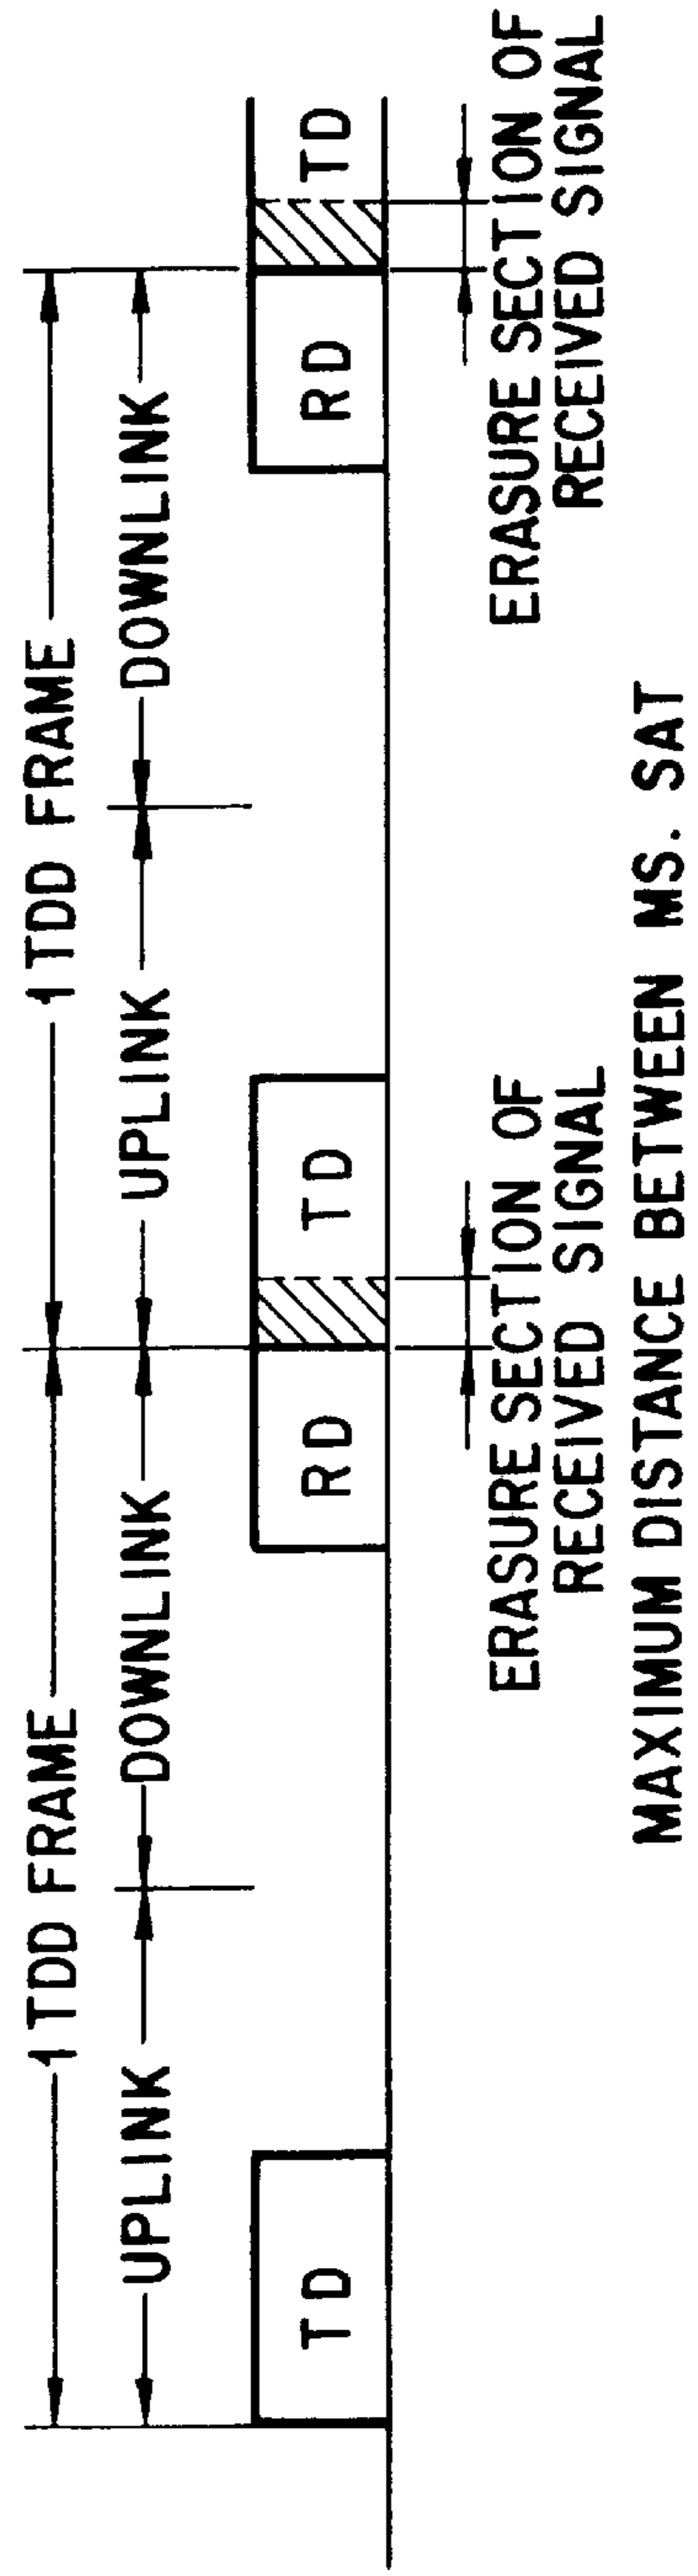 1 TDD FRAME
1 TDD FRAME
UPLINK
DOWNLINK
UPLINK
DOWNLINK
TD
RD
TD
RD
TD
ERASURE SECTION OF
RECEIVED SIGNAL
ERASURE SECTION OF
RECEIVED SIGNAL
MAXIMUM DISTANCE BETWEEN MS. SAT